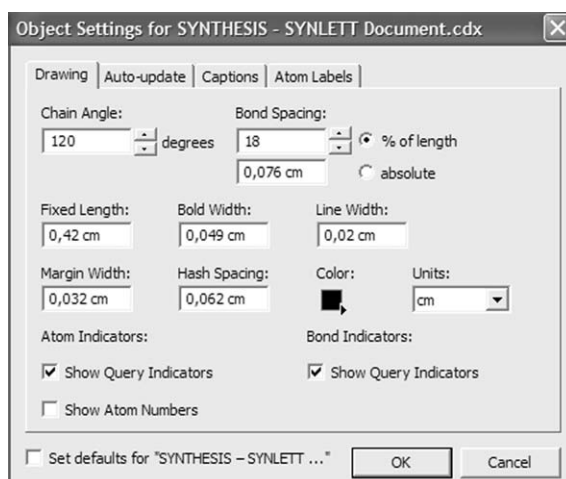 Object Settings for SYNTHESIS - SYNLETT Document.cdx
Drawing Auto-update Captions Atom Labels
Chain Angle: Bond Spacing:
120 degrees 18 % of length
0,076 cm absolute
Fixed Length: Bold Width: Line Width:
0,42 cm 0,049 cm 0,02 cm
Margin Width: Hash Spacing: Color: Units:
0,032 cm 0,062 cm cm
Atom Indicators: Bond Indicators:
Show Query Indicators Show Query Indicators
Show Atom Numbers
Set defaults for "SYNTHESIS – SYNLETT ..." OK Cancel